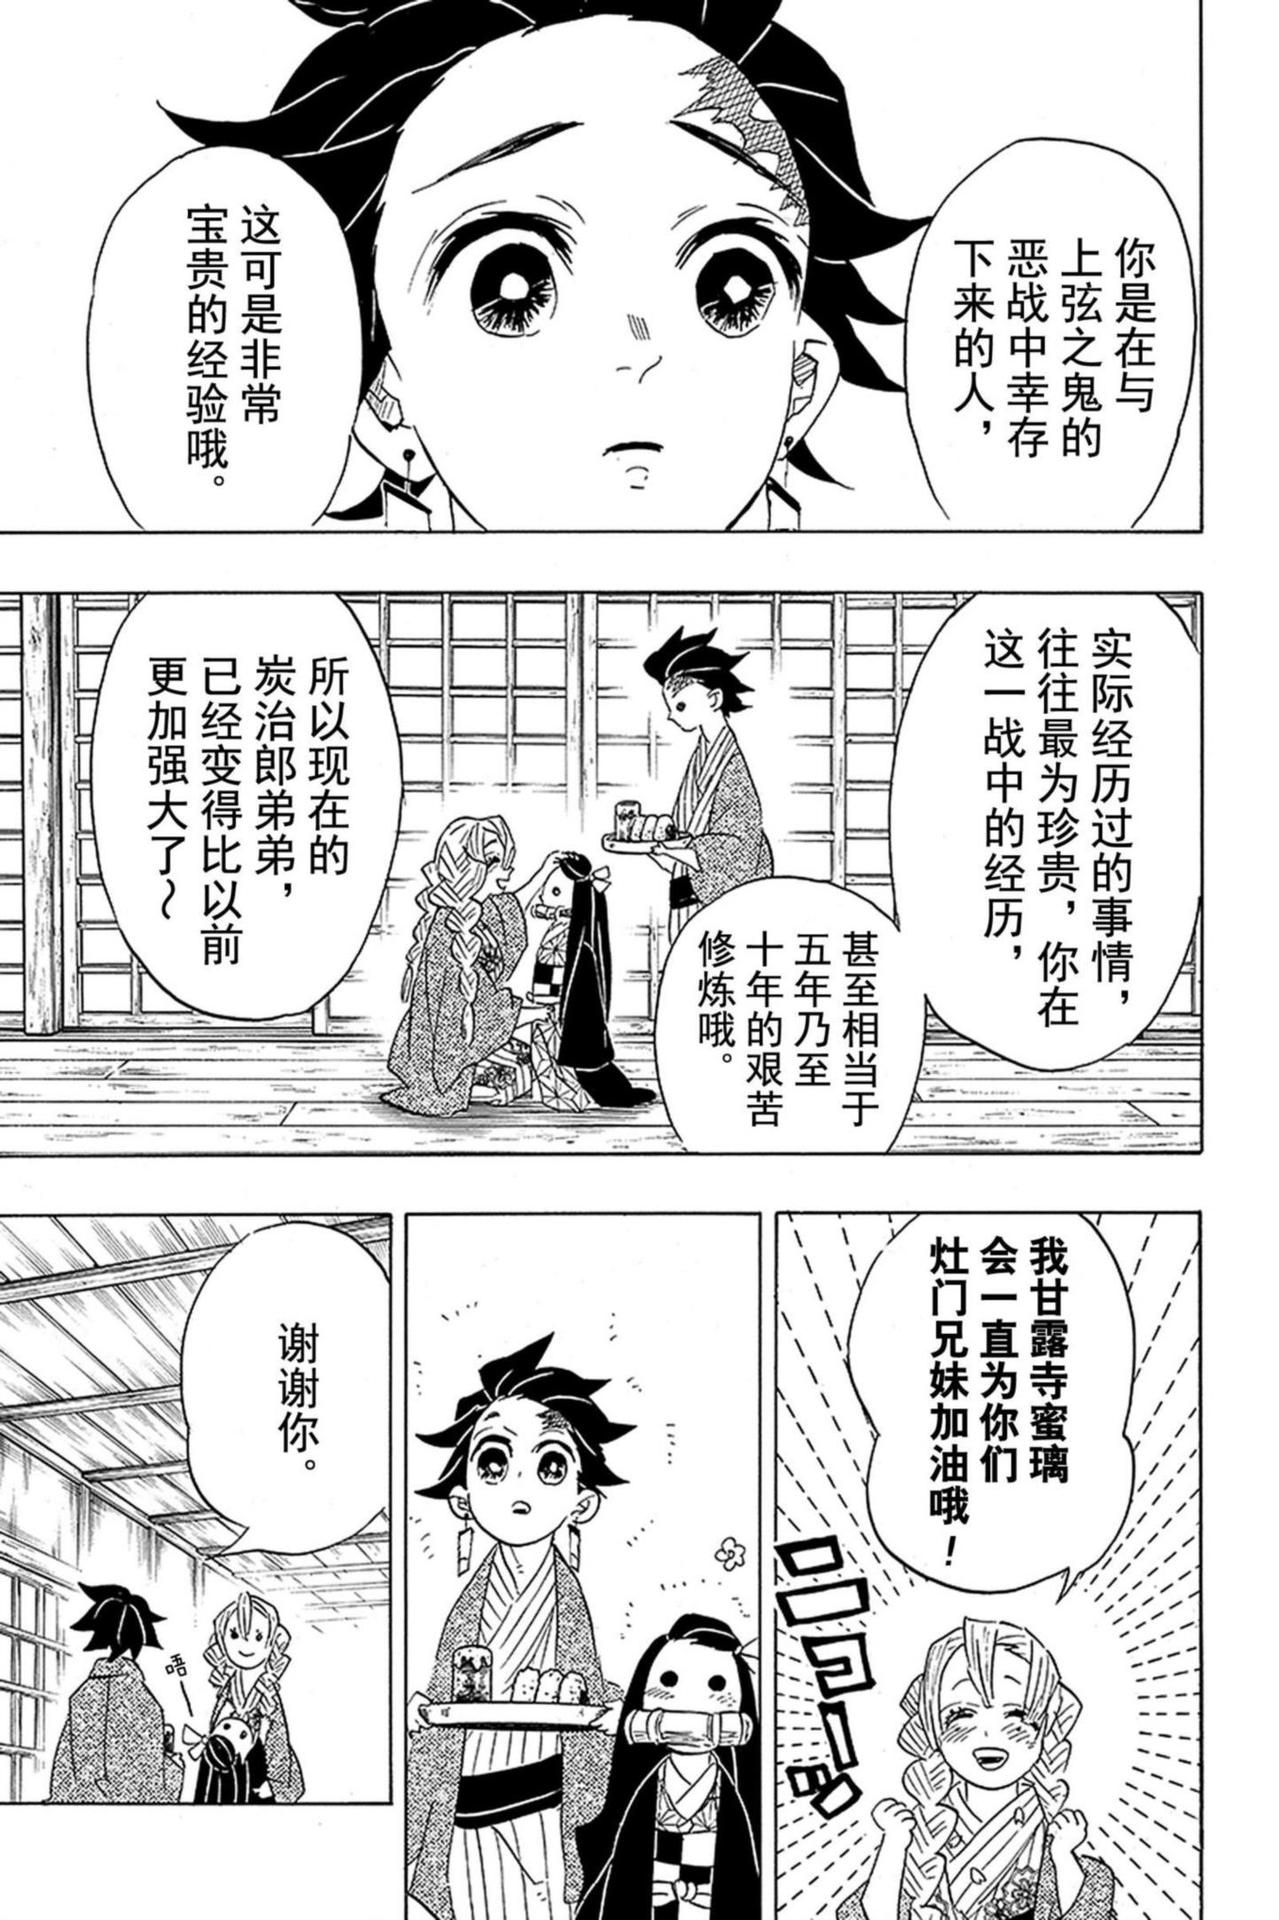 你是在与
上弦之鬼的
恶战中幸存
下来的人，
这可是非常
宝贵的经验哦。
实际经历过的事情，
往往最为珍贵，你在
这一战中的经历，
甚至相当于
五年乃至
十年的艰苦
修炼哦。
所以现在的
炭治郎弟弟，
已经变得比以前
更加强大了～
我甘露寺蜜璃
会一直为你们
灶门兄妹加油哦！
谢谢你。
唔